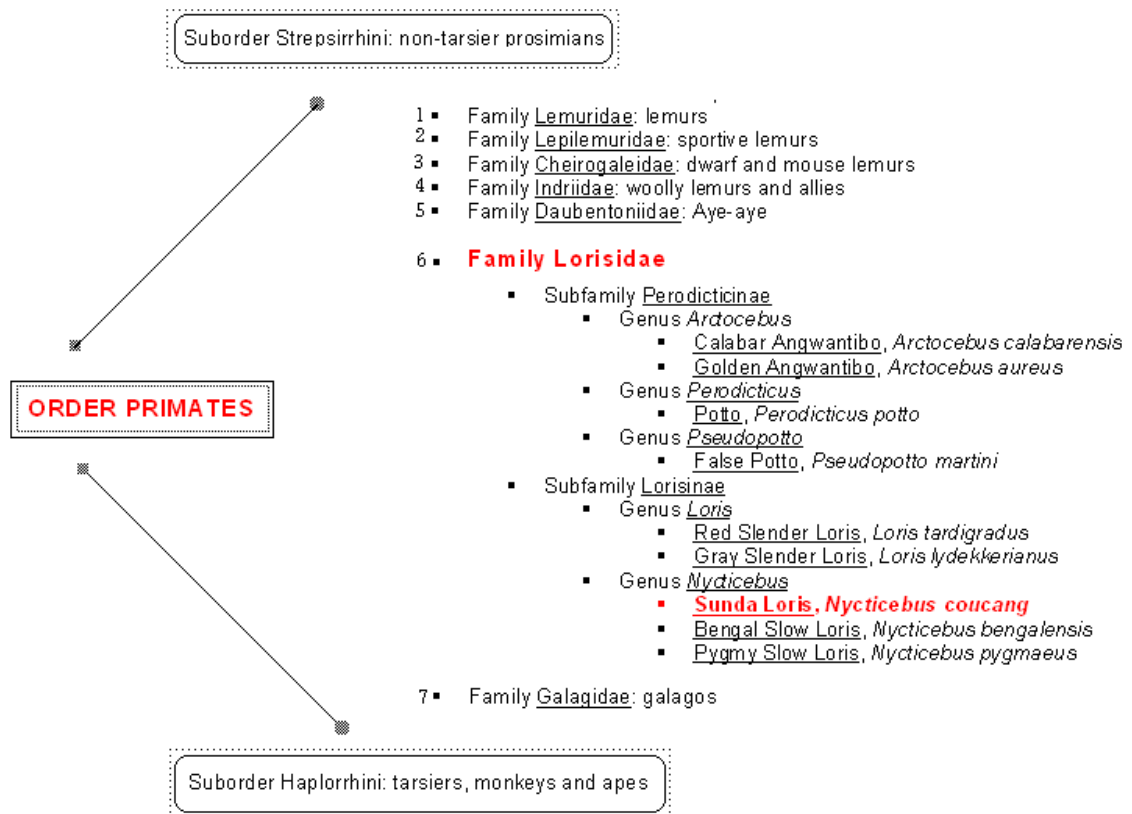 Suborder Strepsirrhini: non-tarsier prosimians
1 ▪ Family Lemuridae: lemurs
2 ▪ Family Lepilemuridae: sportive lemurs
3 ▪ Family Cheirogaleidae: dwarf and mouse lemurs
4 ▪ Family Indriidae: woolly lemurs and allies
5 ▪ Family Daubentoniidae: Aye-aye
6 ▪ Family Lorisidae
▪ Subfamily Perodicticinae
▪ Genus Arctocebus
▪ Calabar Angwantibo, Arctocebus calabarensis
▪ Golden Angwantibo, Arctocebus aureus
▪ Genus Perodicticus
▪ Potto, Perodicticus potto
▪ Genus Pseudopotto
▪ False Potto, Pseudopotto martini
▪ Subfamily Lorisinae
▪ Genus Loris
▪ Red Slender Loris, Loris tardigradus
▪ Gray Slender Loris, Loris lydekkerianus
▪ Genus Nycticebus
▪ Sunda Loris, Nycticebus coucang
▪ Bengal Slow Loris, Nycticebus bengalensis
▪ Pygmy Slow Loris, Nycticebus pygmaeus
7 ▪ Family Galagidae: galagos
ORDER PRIMATES
Suborder Haplorrhini: tarsiers, monkeys and apes